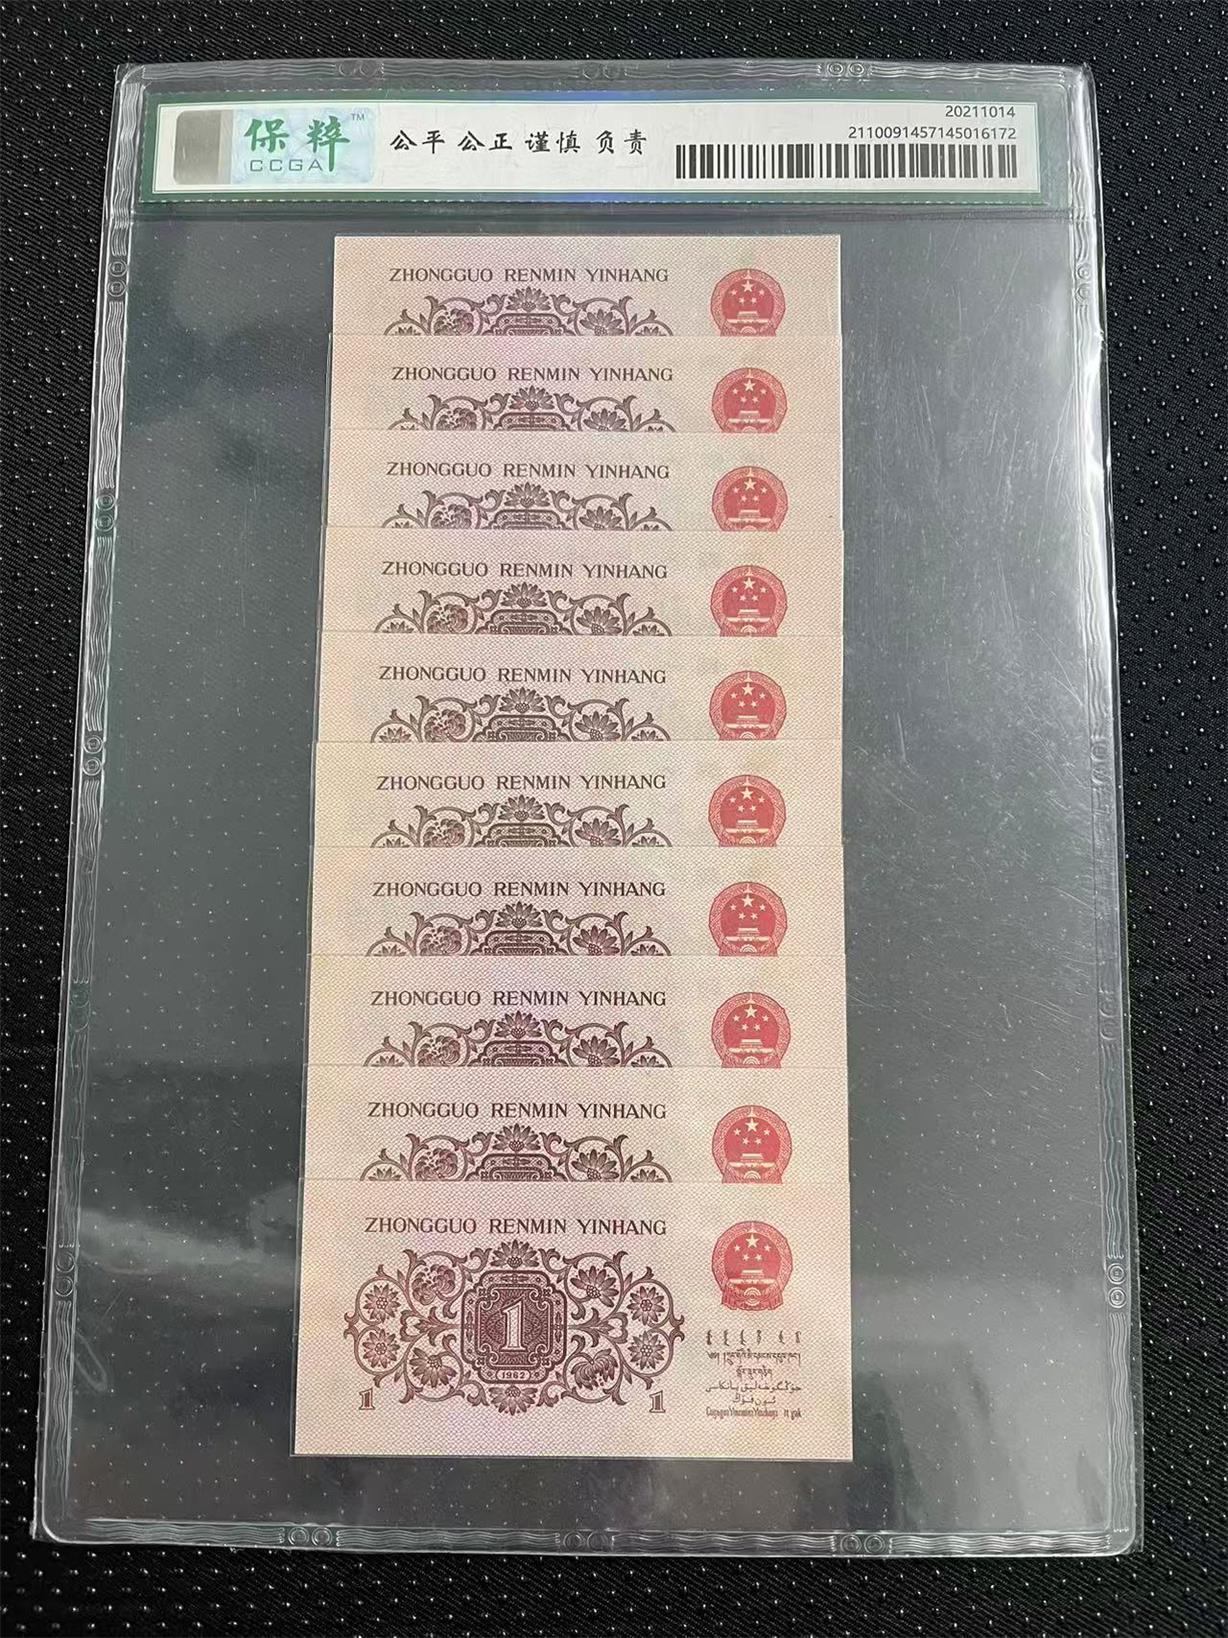 保粹 TM
CCGA
公平 公正 谨慎 负责
20211014
2110091457145016172
ZHONGGUO RENMIN YINHANG
ZHONGGUO RENMIN YINHANG
ZHONGGUO RENMIN YINHANG
ZHONGGUO RENMIN YINHANG
ZHONGGUO RENMIN YINHANG
ZHONGGUO RENMIN YINHANG
ZHONGGUO RENMIN YINHANG
ZHONGGUO RENMIN YINHANG
ZHONGGUO RENMIN YINHANG
ZHONGGUO RENMIN YINHANG
1
(1962)
1 1